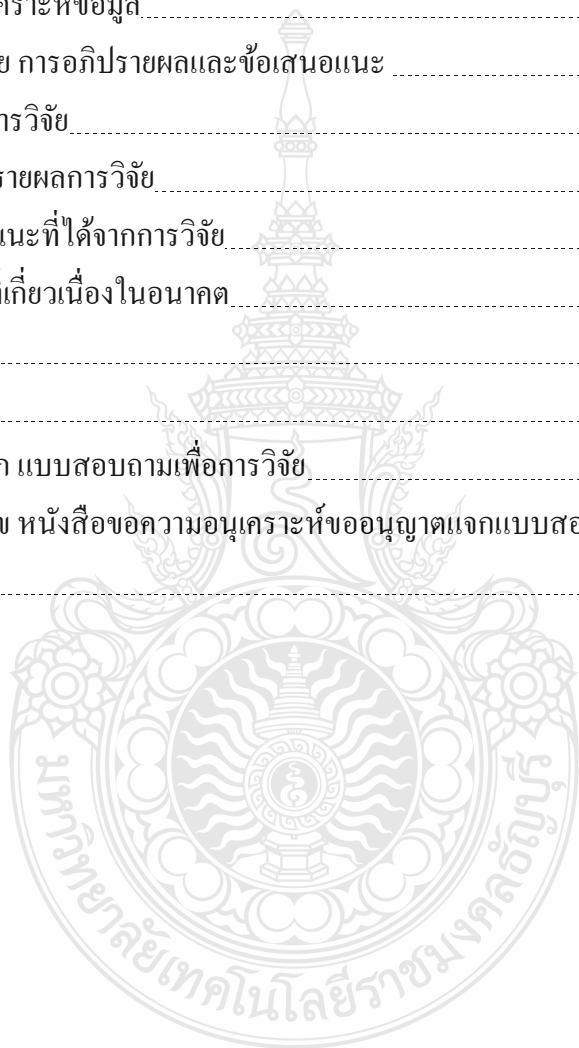 เคราะห์ข้อมูล
ย การอภิปรายผลและข้อเสนอแนะ
ารวิจัย
รายผลการวิจัย
แนะที่ได้จากการวิจัย
เกี่ยวเนื่องในอนาคต
ก แบบสอบถามเพื่อการวิจัย
ข หนังสือขอความอนุเคราะห์ขออนุญาตแจกแบบสอ
มหาวิทยาลัยเทคโนโลยีราชมงคลธัญบุรี